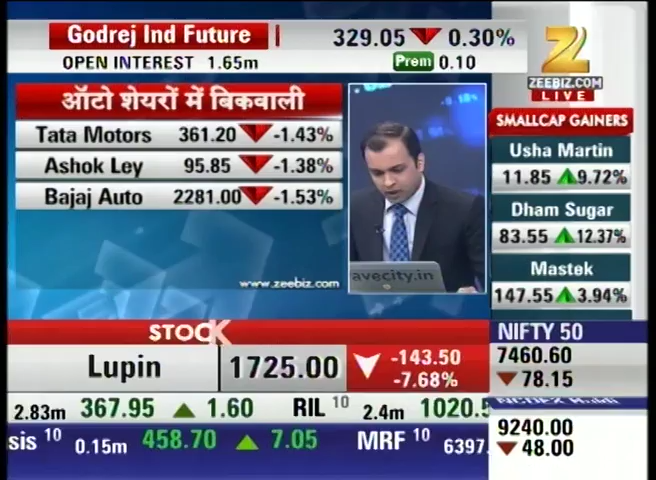 Godrej Ind Future
329.05 0.30%
OPEN INTEREST 1.65m
Prem 0.10
Z
ZEEBIZ.COM
LIVE
ऑटो शेयरों में बिकवाली
Tata Motors 361.20 -1.43%
Ashok Ley 95.85 -1.38%
Bajaj Auto 2281.00 -1.53%
www.zeebiz.com
avecity.in
SMALLCAP GAINERS
Usha Martin
11.85 9.72%
Dham Sugar
83.55 12.37%
Mastek
147.55 3.94%
STOCK
Lupin 1725.00 -143.50
-7.68%
NIFTY 50
7460.60
78.15
9240.00
48.00
2.83m 367.95 1.60 RIL 10 2.4m 1020.5
sis 10 0.15m 458.70 7.05 MRF 10 6397.